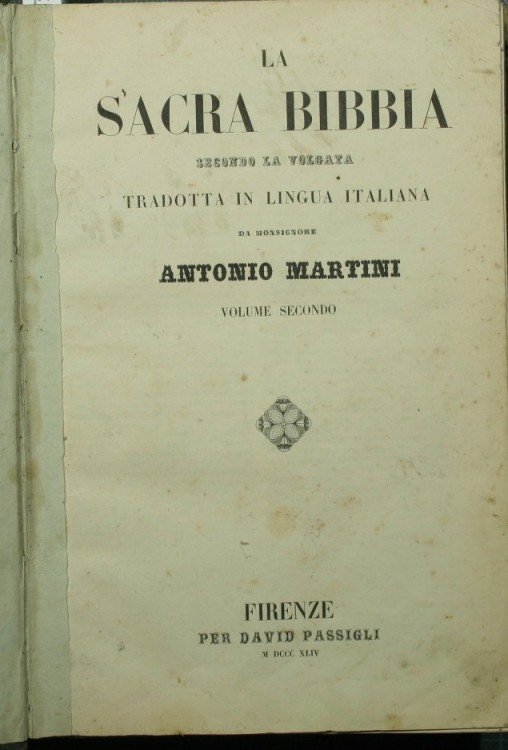 LA
SACRA BIBBIA
SECONDO LA VOLGATA
TRADOTTA IN LINGUA ITALIANA
DA MONSIGNORE
ANTONIO MARTINI
VOLUME SECONDO
FIRENZE
PER DAVID PASSIGLI
M DCCC XLIV